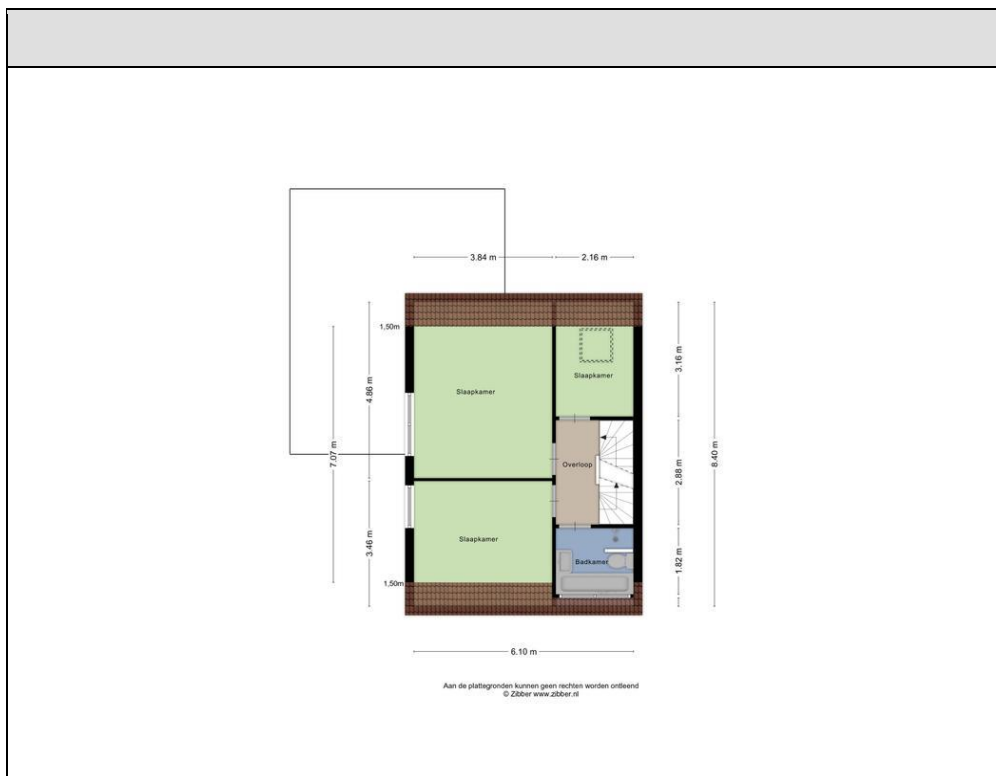 3.84 m 2.16 m
1,50m
Slaapkamer
Slaapkamer
3.16 m
4.86 m
7.07 m
Overloop
2.88 m
8.40 m
Slaapkamer
3.46 m
Badkamer
1.82 m
1,50m
6.10 m
Aan de plattegronden kunnen geen rechten worden ontleend
© Zibber www.zibber.nl